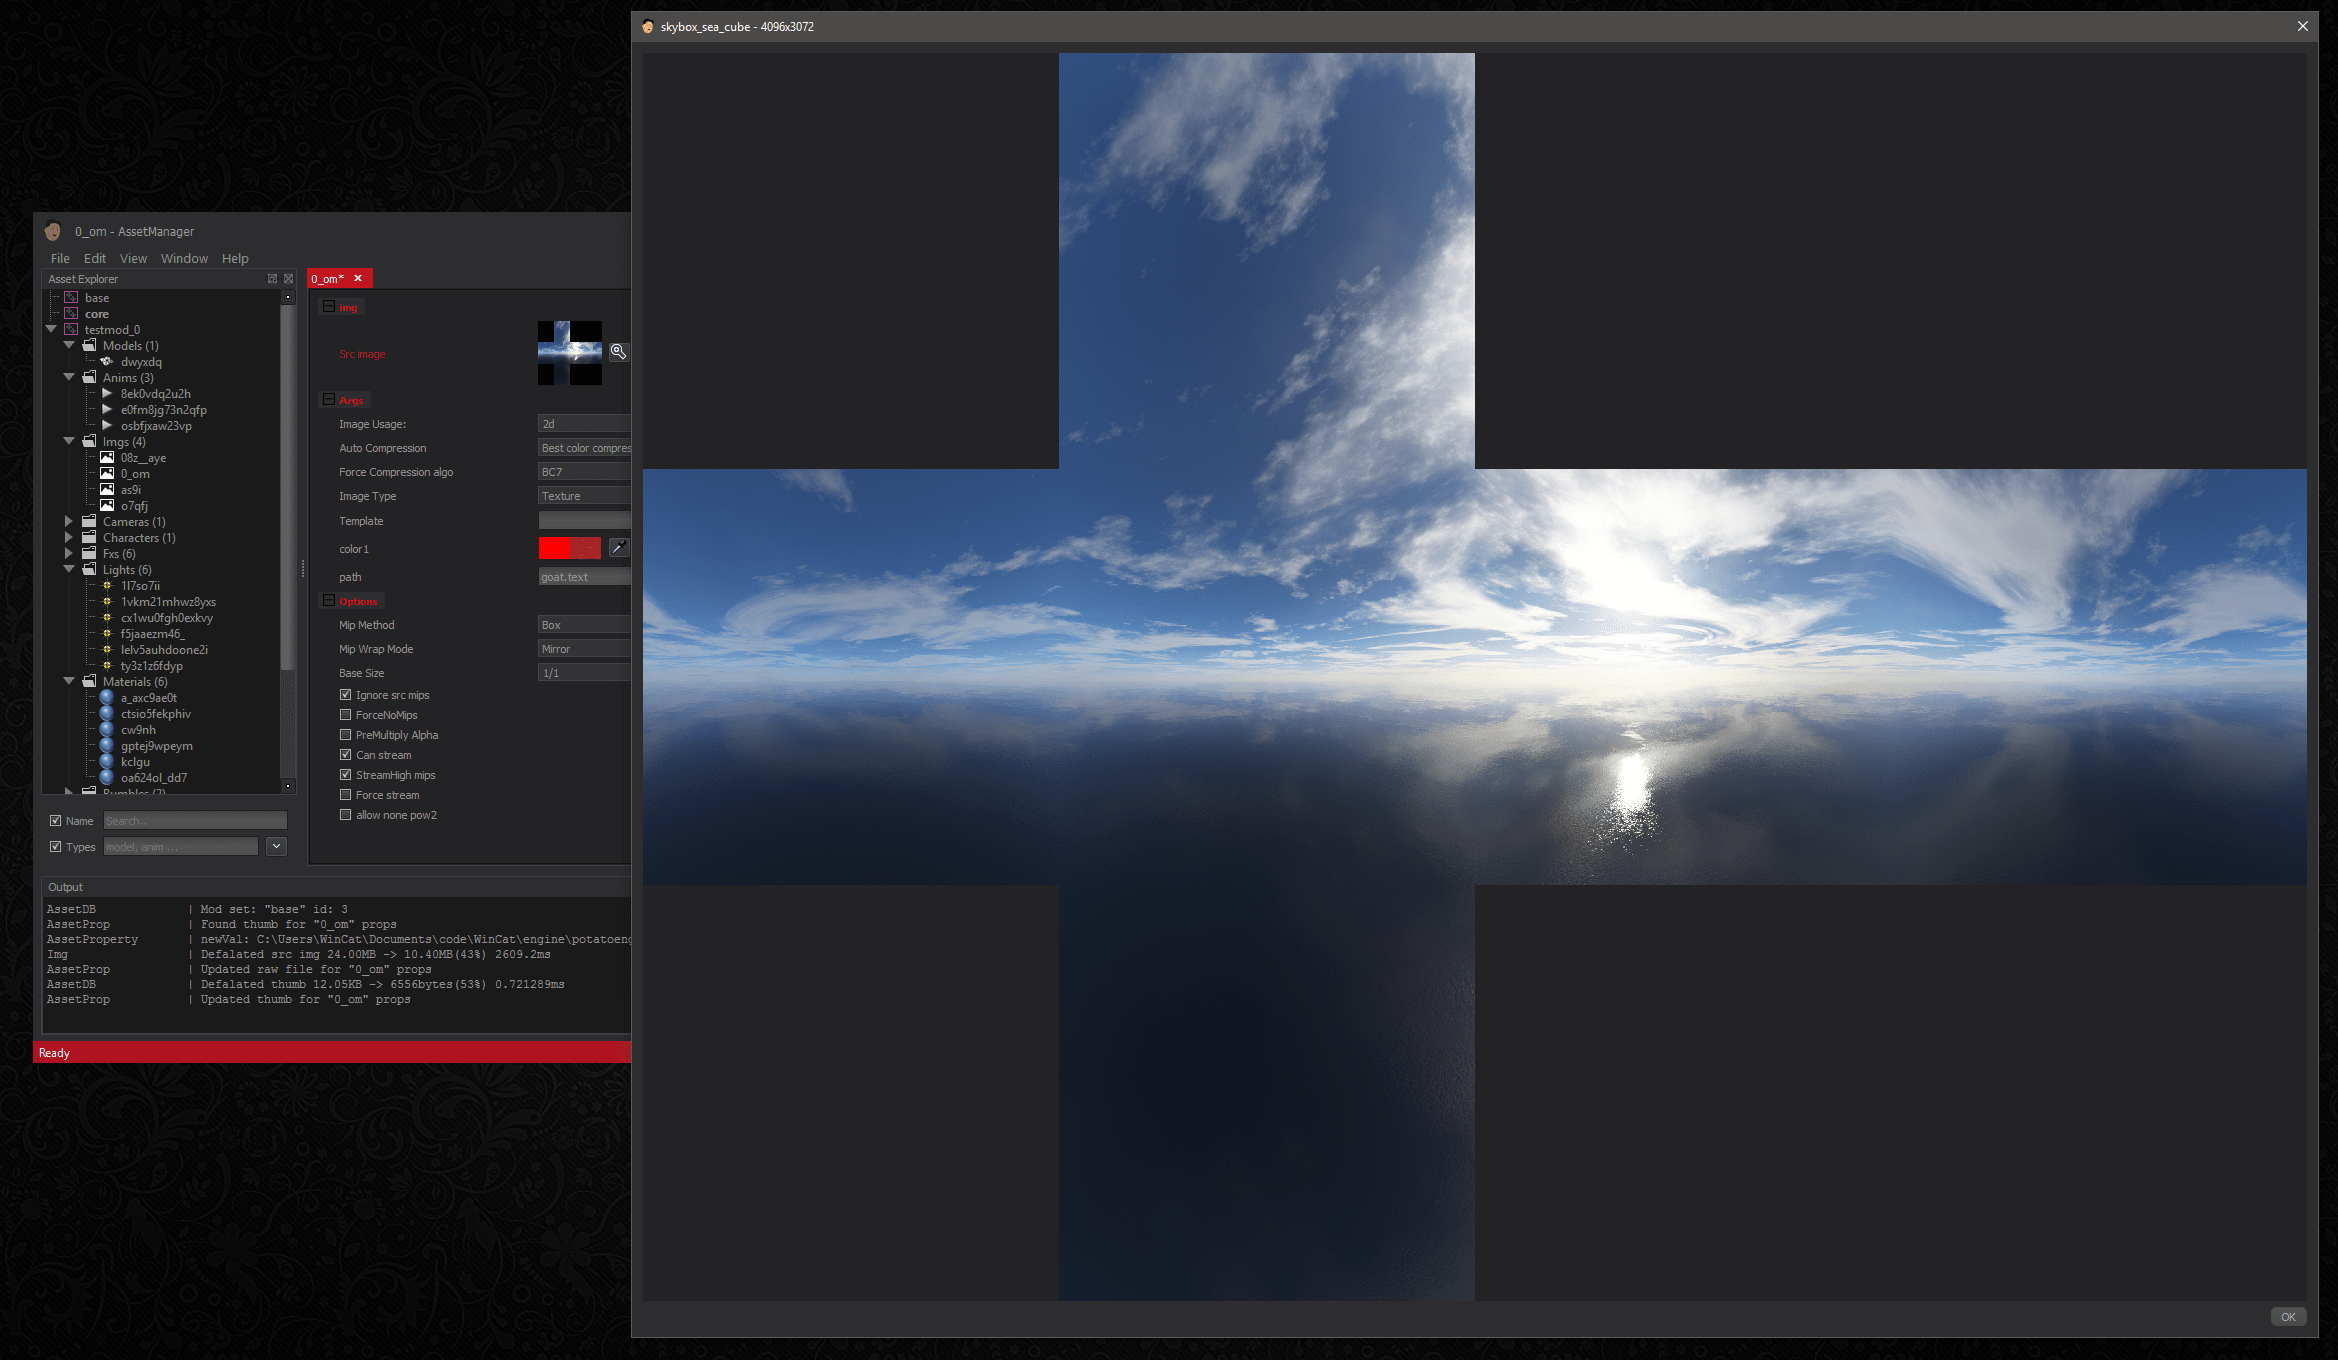 skybox_sea_cube - 4096x3072
0_om - AssetManager
File Edit View Window Help
Asset Explorer
base
core
testmod_0
Models (1)
dwyxdq
Anims (3)
8ek0vdq2u2h
e0fm8jg73n2qfp
osbfjxaw23vp
Imgs (4)
08z__aye
0_om
as9i
o7qfj
Cameras (1)
Characters (1)
Fxs (6)
Lights (6)
1l7so7ii
1vkm21mhwz8yxs
cx1wu0fgh0exkvy
f5jaaezm46_
lelv5auhdoone2i
ty3z1z6fdyp
Materials (6)
a_axc9ae0t
ctsio5fekphiv
cw9nh
gptej9wpeym
kclgu
oa624ol_dd7
Rumbles (2)
Name Search...
Types model, anim ...
0_om*
Img
Src image
Args
Image Usage: 2d
Auto Compression Best color compres
Force Compression algo BC7
Image Type Texture
Template
color1
path goat.text
Options
Mip Method Box
Mip Wrap Mode Mirror
Base Size 1/1
Ignore src mips
ForceNoMips
PreMultiply Alpha
Can stream
StreamHigh mips
Force stream
allow none pow2
Output
AssetDB | Mod set: "base" id: 3
AssetProp | Found thumb for "0_om" props
AssetProperty | newVal: C:\Users\WinCat\Documents\code\WinCat\engine\potatoeng
Img | Defalated src img 24.00MB -> 10.40MB(43%) 2609.2ms
AssetProp | Updated raw file for "0_om" props
AssetDB | Defalated thumb 12.05KB -> 6556bytes(53%) 0.721289ms
AssetProp | Updated thumb for "0_om" props
Ready
OK